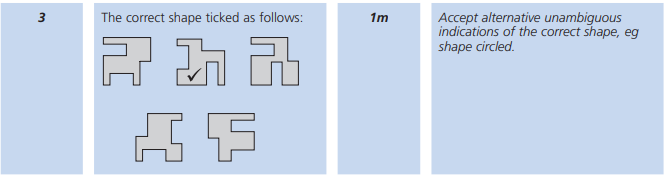 3
The correct shape ticked as follows:
1m
Accept alternative unambiguous
indications of the correct shape, eg
shape circled.